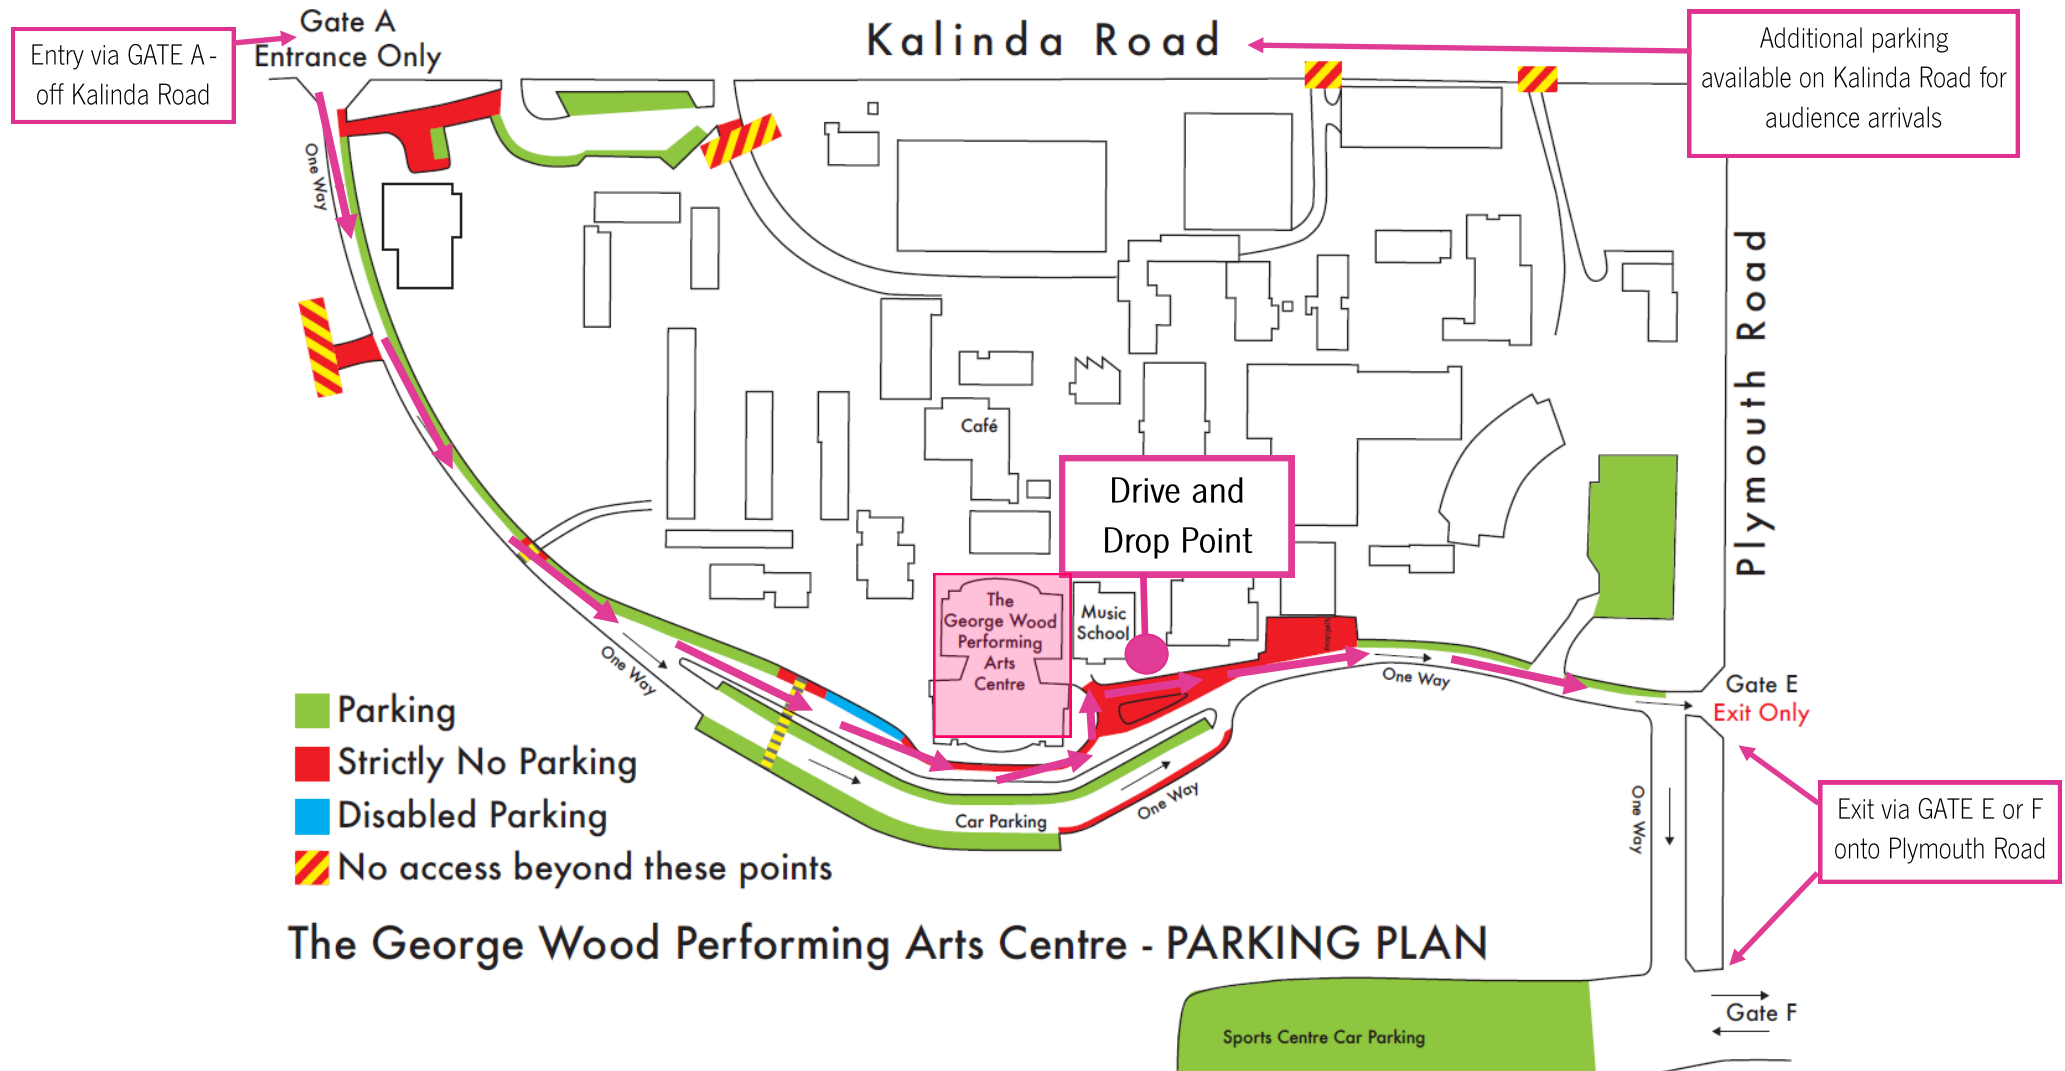 Gate A
Entrance Only
Entry via GATE A -
off Kalinda Road
Kalinda Road
Additional parking
available on Kalinda Road for
audience arrivals
One Way
Plymouth Road
Café
Drive and
Drop Point
The
George Wood
Performing
Arts
Centre
Music
School
One Way
One Way
Gate E
Exit Only
Parking
Strictly No Parking
Disabled Parking
No access beyond these points
Car Parking
One Way
One Way
Exit via GATE E or F
onto Plymouth Road
The George Wood Performing Arts Centre - PARKING PLAN
Gate F
Sports Centre Car Parking